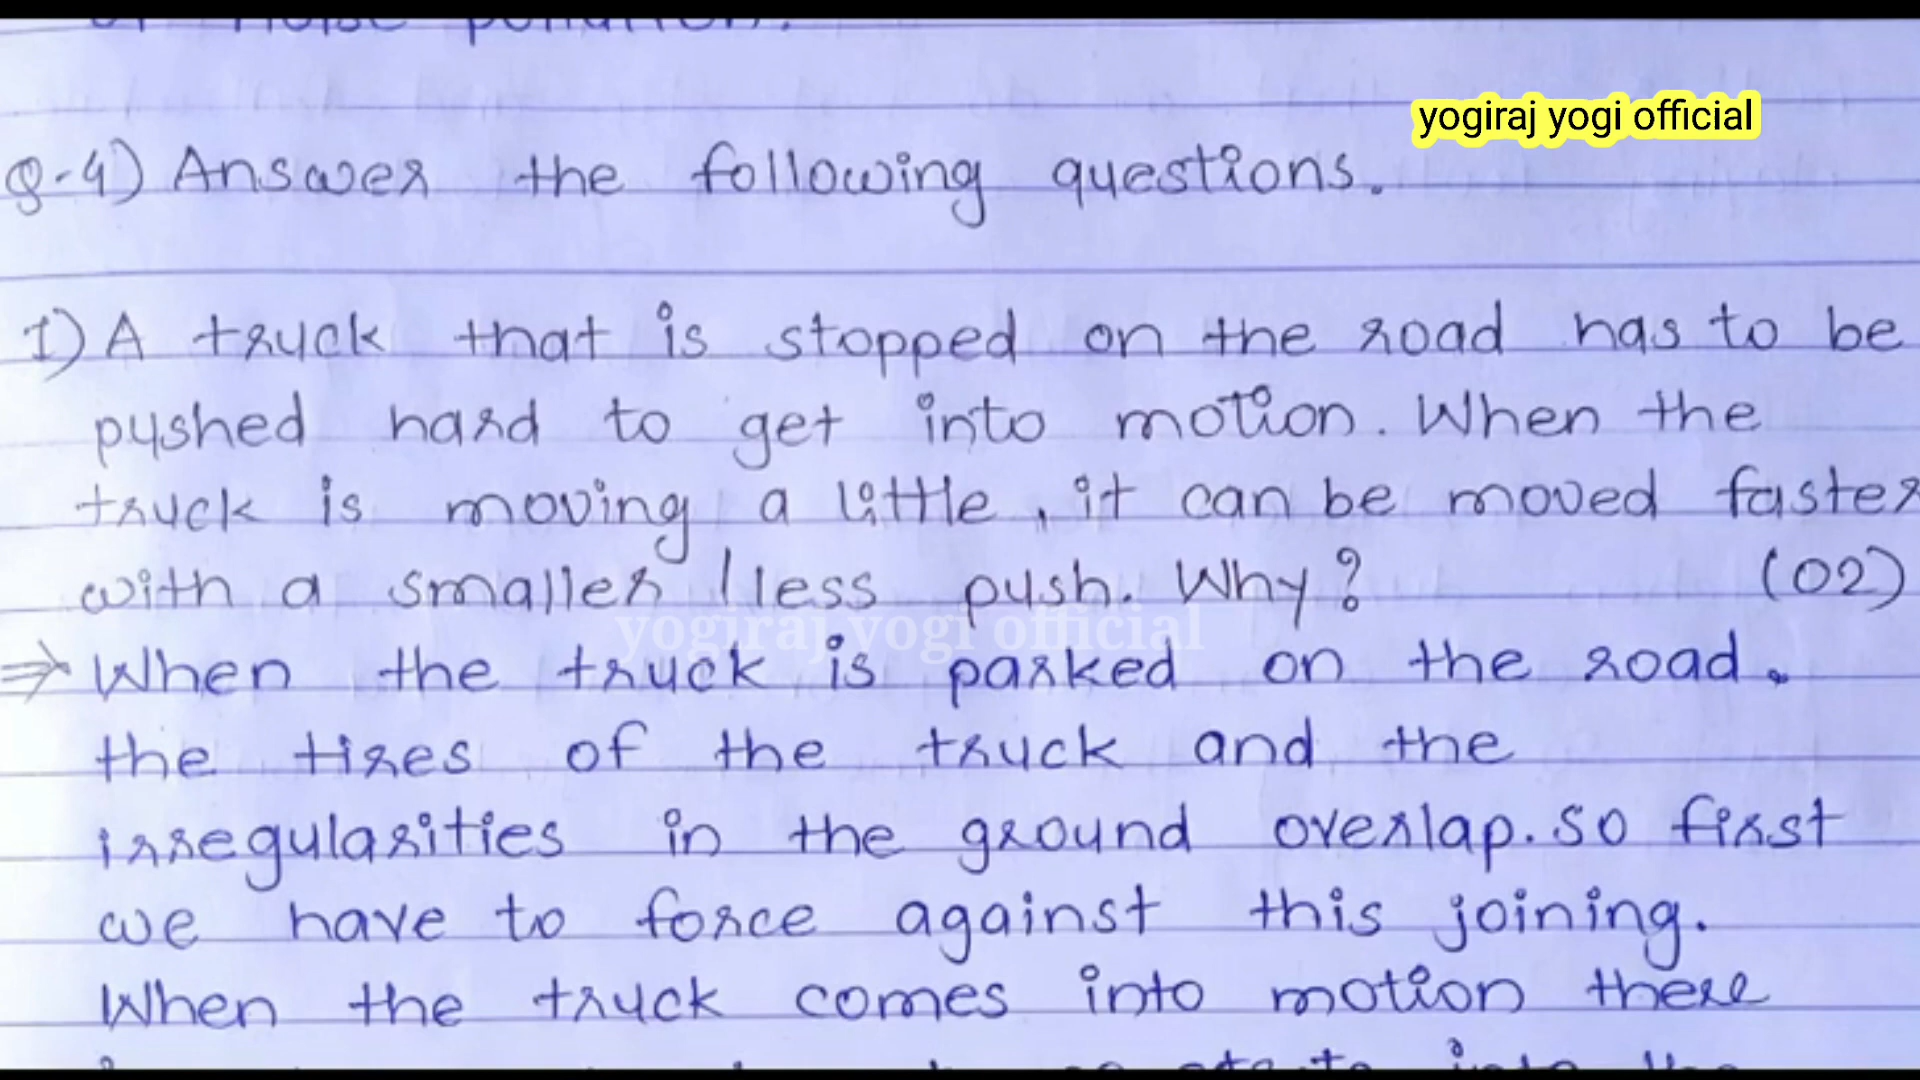 of noise pollution.
yogiraj yogi official
Q-4) Answer the following questions.
1) A truck that is stopped on the road has to be
pushed hard to get into motion. When the
truck is moving a little, it can be moved faster
with a smaller / less push. Why? (02)
yogiraj yogi official
⇒ When the truck is parked on the road.
the tires of the truck and the
irregularities in the ground overlap. So first
we have to force against this joining.
When the truck comes into motion there